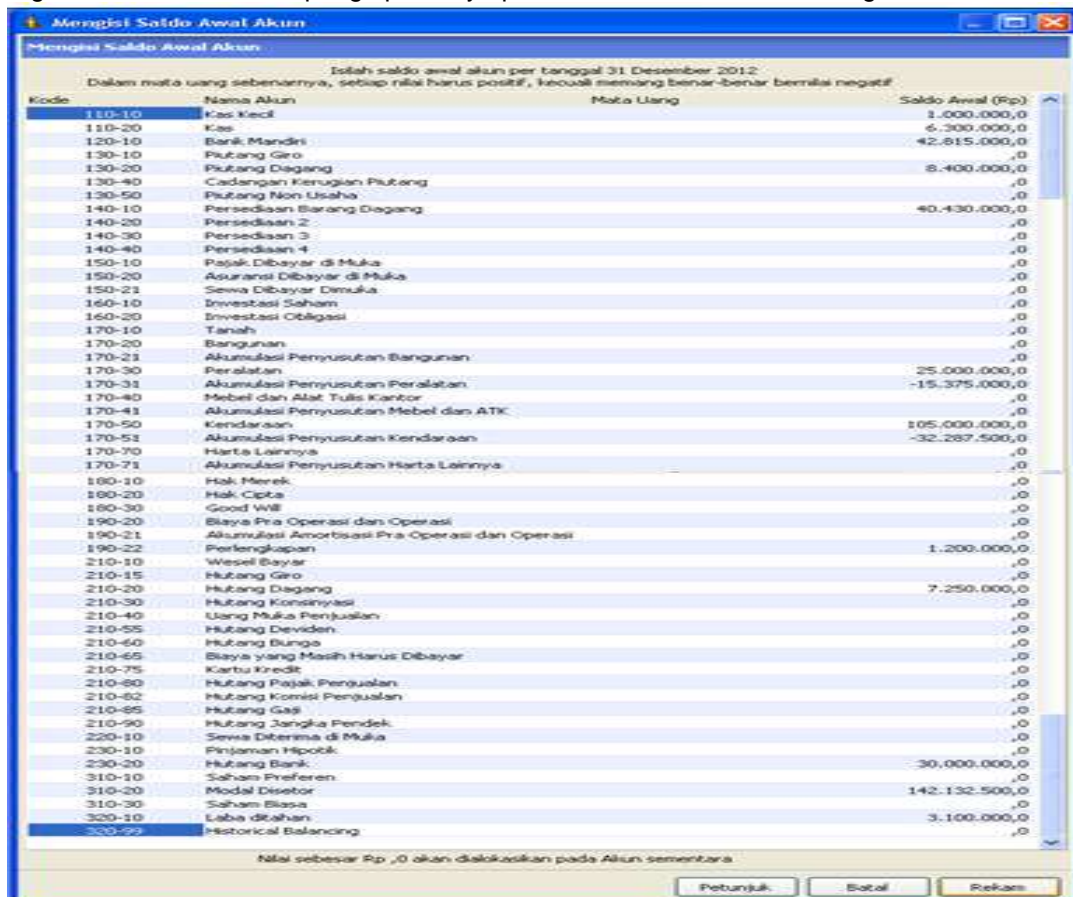 Mengisi Saldo Awal Akun
Mengisi Saldo Awal Akun
Isilah saldo awal akun per tanggal 31 Desember 2012
Dalam mata uang sebenarnya, setiap nilai harus positif, kecuali memang benar-benar bernilai negatif
Kode Nama Akun Mata Uang Saldo Awal (Rp)
110-10 Kas Kecil 1.000.000,0
110-20 Kas 6.300.000,0
120-10 Bank Mandiri 42.815.000,0
130-10 Piutang Giro ,0
130-20 Piutang Dagang 8.400.000,0
130-40 Cadangan Kerugian Piutang ,0
130-50 Piutang Non Usaha ,0
140-10 Persediaan Barang Dagang 40.430.000,0
140-20 Persediaan 2 ,0
140-30 Persediaan 3 ,0
140-40 Persediaan 4 ,0
150-10 Pajak Dibayar di Muka ,0
150-20 Asuransi Dibayar di Muka ,0
150-21 Sewa Dibayar Dimuka ,0
160-10 Investasi Saham ,0
160-20 Investasi Obligasi ,0
170-10 Tanah ,0
170-20 Bangunan ,0
170-21 Akumulasi Penyusutan Bangunan ,0
170-30 Peralatan 25.000.000,0
170-31 Akumulasi Penyusutan Peralatan -15.375.000,0
170-40 Mebel dan Alat Tulis Kantor ,0
170-41 Akumulasi Penyusutan Mebel dan ATK ,0
170-50 Kendaraan 105.000.000,0
170-51 Akumulasi Penyusutan Kendaraan -32.287.500,0
170-70 Harta Lainnya ,0
170-71 Akumulasi Penyusutan Harta Lainnya ,0
180-10 Hak Merek ,0
180-20 Hak Cipta ,0
180-30 Good Will ,0
190-20 Biaya Pra Operasi dan Operasi ,0
190-21 Akumulasi Amortisasi Pra Operasi dan Operasi ,0
190-22 Perlengkapan 1.200.000,0
210-10 Wesel Bayar ,0
210-15 Hutang Giro ,0
210-20 Hutang Dagang 7.250.000,0
210-30 Hutang Konsinyasi ,0
210-40 Uang Muka Penjualan ,0
210-55 Hutang Deviden ,0
210-60 Hutang Bunga ,0
210-65 Biaya yang Masih Harus Dibayar ,0
210-75 Kartu Kredit ,0
210-80 Hutang Pajak Penjualan ,0
210-82 Hutang Komisi Penjualan ,0
210-85 Hutang Gaji ,0
210-90 Hutang Jangka Pendek ,0
220-10 Sewa Diterima di Muka ,0
230-10 Pinjaman Hipotik ,0
230-20 Hutang Bank 30.000.000,0
310-10 Saham Preferen ,0
310-20 Modal Disetor 142.132.500,0
310-30 Saham Biasa ,0
320-10 Laba ditahan 3.100.000,0
320-99 Historical Balancing ,0
Nilai sebesar Rp ,0 akan dialokasikan pada Akun sementara
Petunjuk Batal Rekam